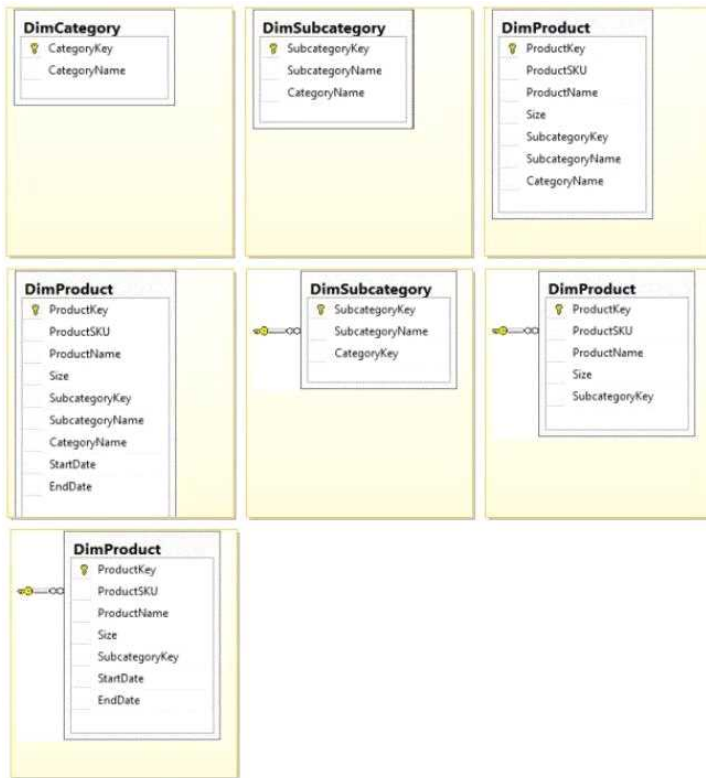 DimCategory
CategoryKey
CategoryName
DimSubcategory
SubcategoryKey
SubcategoryName
CategoryName
DimProduct
ProductKey
ProductSKU
ProductName
Size
SubcategoryKey
SubcategoryName
CategoryName
DimProduct
ProductKey
ProductSKU
ProductName
Size
SubcategoryKey
SubcategoryName
CategoryName
StartDate
EndDate
DimSubcategory
SubcategoryKey
SubcategoryName
CategoryKey
DimProduct
ProductKey
ProductSKU
ProductName
Size
SubcategoryKey
DimProduct
ProductKey
ProductSKU
ProductName
Size
SubcategoryKey
StartDate
EndDate